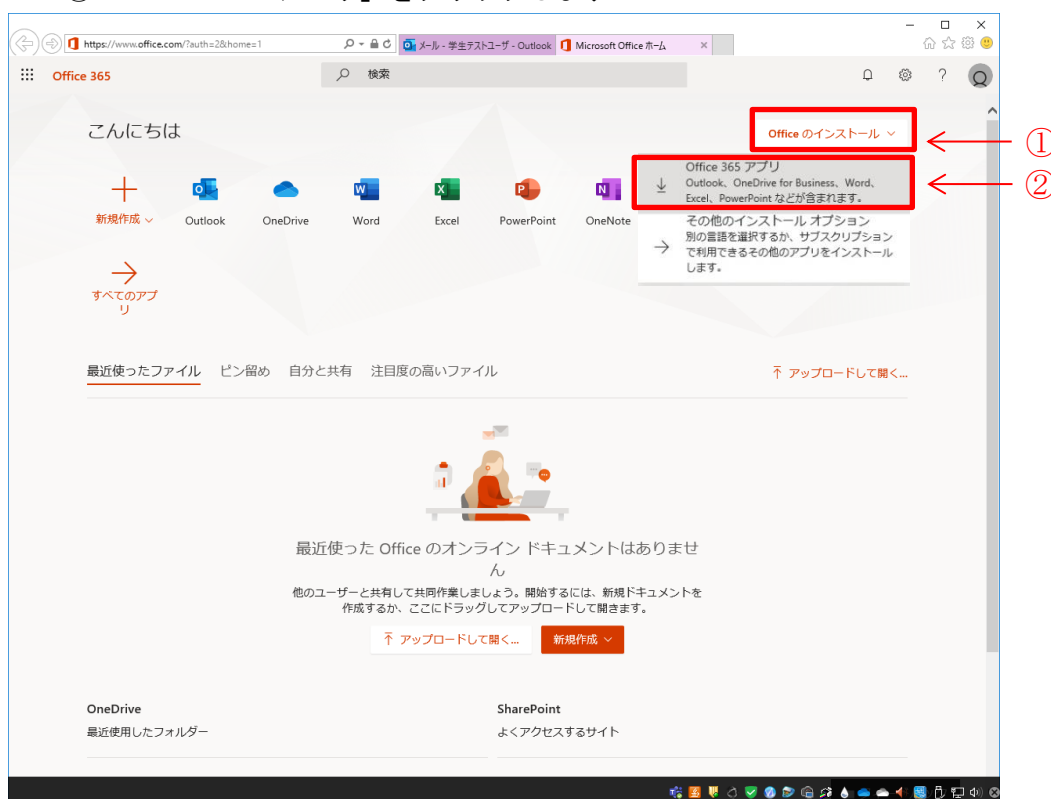 https://www.office.com/?auth=2&home=1
メール - 学生テストユーザ - Outlook
Microsoft Office ホーム
Office 365
検索
?
こんにちは
Office のインストール
①
Office 365 アプリ
Outlook、OneDrive for Business、Word、
Excel、PowerPoint などが含まれます。
②
その他のインストール オプション
別の言語を選択するか、サブスクリプション
で利用できるその他のアプリをインストール
します。
新規作成
Outlook
OneDrive
Word
Excel
PowerPoint
OneNote
すべてのアプ
リ
最近使ったファイル ピン留め 自分と共有 注目度の高いファイル
アップロードして開く...
最近使った Office のオンライン ドキュメントはありませ
ん
他のユーザーと共有して共同作業しましょう。開始するには、新規ドキュメントを
作成するか、ここにドラッグしてアップロードして開きます。
アップロードして開く...
新規作成
OneDrive
最近使用したフォルダー
SharePoint
よくアクセスするサイト